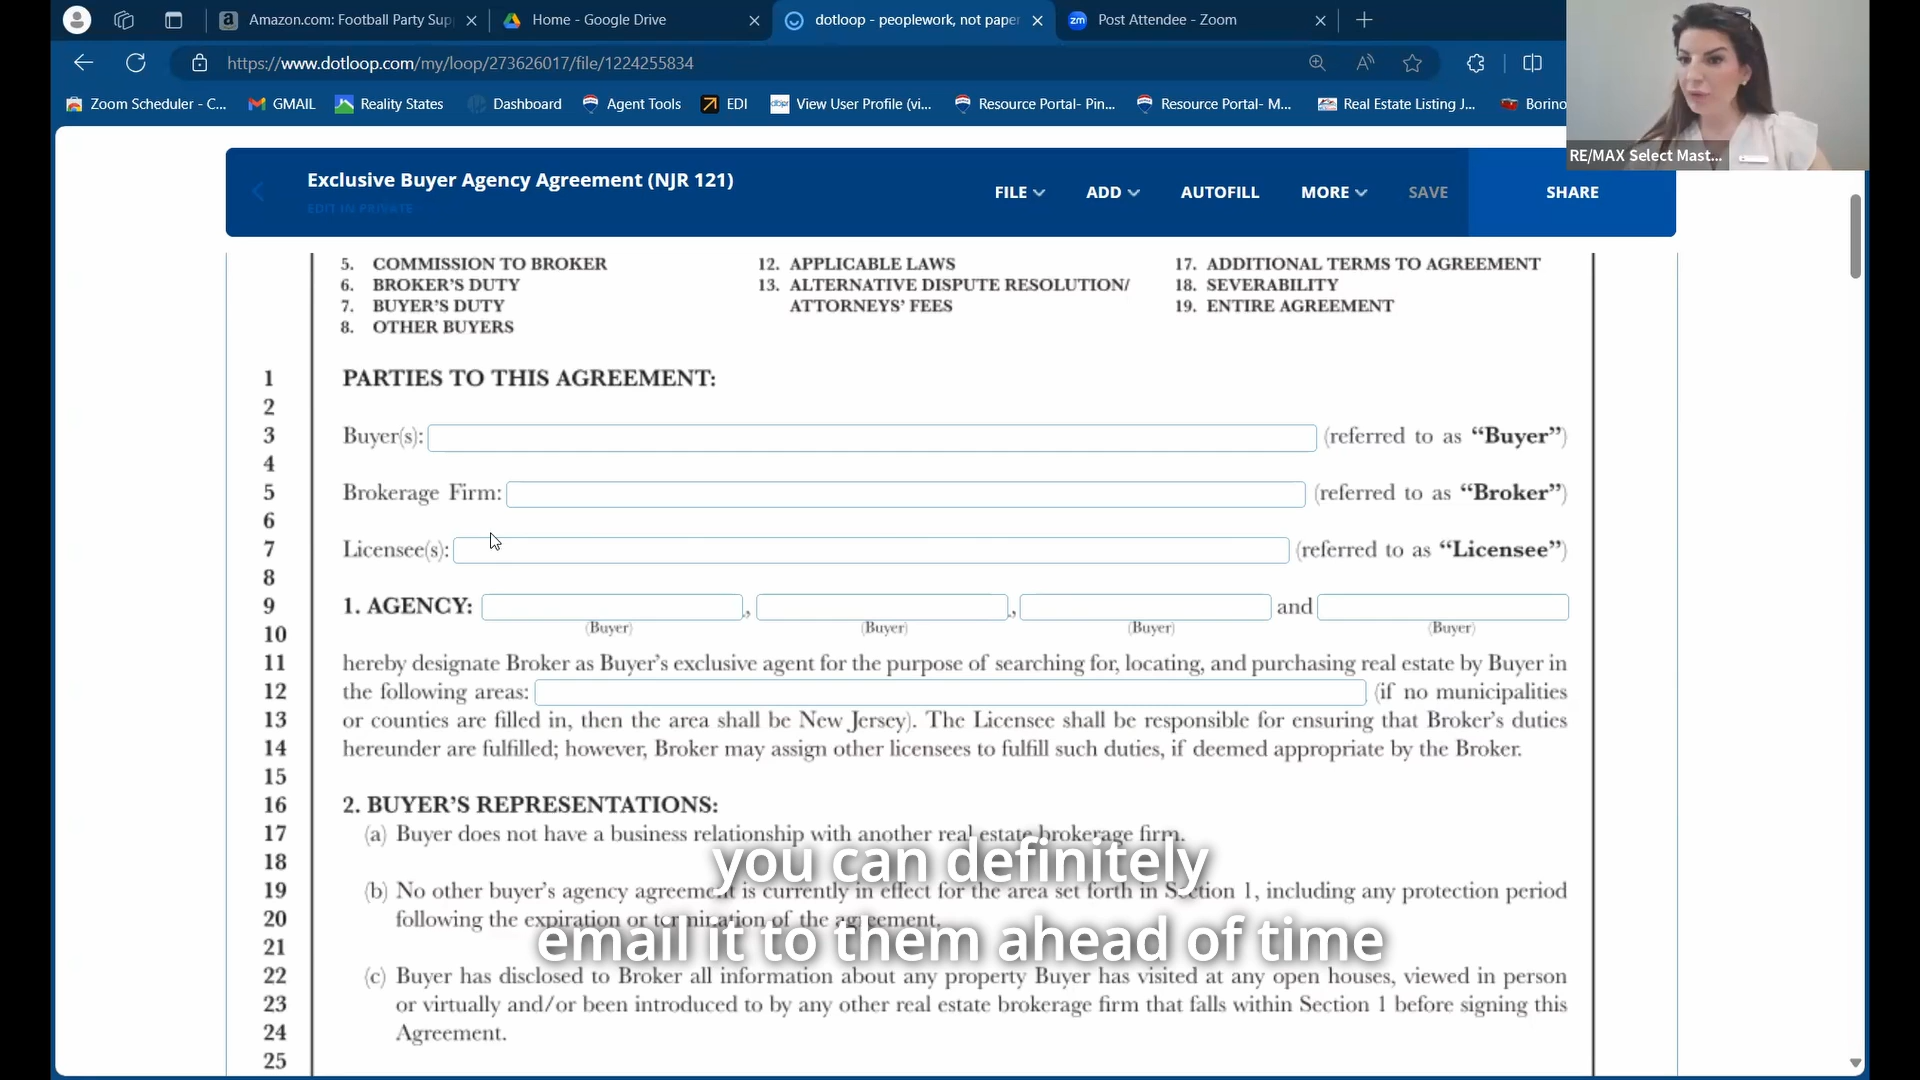 Amazon.com: Football Party Sup
Home - Google Drive
dotloop - peoplework, not pape
zm
Post Attendee - Zoom
https://www.dotloop.com/my/loop/273626017/file/1224255834
Zoom Scheduler - C...
GMAIL
Reality States
Dashboard
Agent Tools
EDI
View User Profile (vi...
Resource Portal- Pin...
Resource Portal- M...
Real Estate Listing J...
Borino
RE/MAX Select Mast...
Exclusive Buyer Agency Agreement (NJR 121)
EDIT IN PRIVATE
FILE
ADD
AUTOFILL
MORE
SAVE
SHARE
5. COMMISSION TO BROKER 12. APPLICABLE LAWS 17. ADDITIONAL TERMS TO AGREEMENT
6. BROKER'S DUTY 13. ALTERNATIVE DISPUTE RESOLUTION/ 18. SEVERABILITY
7. BUYER'S DUTY ATTORNEYS' FEES 19. ENTIRE AGREEMENT
8. OTHER BUYERS
1 PARTIES TO THIS AGREEMENT:
2
3 Buyer(s): (referred to as “Buyer”)
4
5 Brokerage Firm: (referred to as “Broker”)
6
7 Licensee(s): (referred to as “Licensee”)
8
9 1. AGENCY: , , and
10 (Buyer) (Buyer) (Buyer) (Buyer)
11 hereby designate Broker as Buyer's exclusive agent for the purpose of searching for, locating, and purchasing real estate by Buyer in
12 the following areas: (if no municipalities
13 or counties are filled in, then the area shall be New Jersey). The Licensee shall be responsible for ensuring that Broker's duties
14 hereunder are fulfilled; however, Broker may assign other licensees to fulfill such duties, if deemed appropriate by the Broker.
15
16 2. BUYER'S REPRESENTATIONS:
17 (a) Buyer does not have a business relationship with another real estate brokerage firm.
18
19 (b) No other buyer's agency agreement is currently in effect for the area set forth in Section 1, including any protection period
20 following the expiration or termination of the agreement.
21
22 (c) Buyer has disclosed to Broker all information about any property Buyer has visited at any open houses, viewed in person
23 or virtually and/or been introduced to by any other real estate brokerage firm that falls within Section 1 before signing this
24 Agreement.
25
you can definitely
email it to them ahead of time